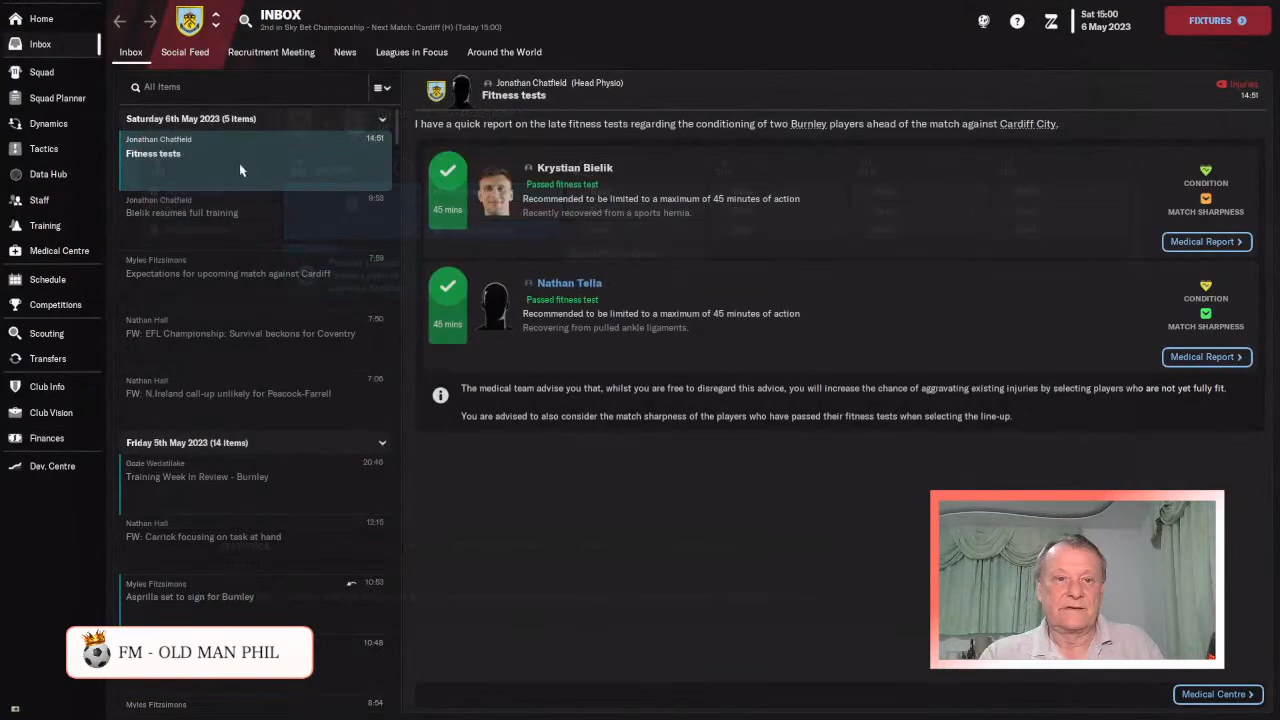 Home
INBOX
2nd in Sky Bet Championship - Next Match: Cardiff (H) (Today 15:00)
Sat 15:00
6 May 2023
FIXTURES
Inbox
Inbox
Social Feed
Recruitment Meeting
News
Leagues in Focus
Around the World
Squad
Squad Planner
Dynamics
Tactics
Data Hub
Staff
Training
Medical Centre
Schedule
Competitions
Scouting
Transfers
Club Info
Club Vision
Finances
Dev. Centre
All Items
Saturday 6th May 2023 (5 items)
Jonathan Chatfield 14:51
Fitness tests
Jonathan Chatfield 9:53
Bielik resumes full training
Myles Fitzsimons 7:59
Expectations for upcoming match against Cardiff
Nathan Hall 7:50
FW: EFL Championship: Survival beckons for Coventry
Nathan Hall 7:06
FW: N.Ireland call-up unlikely for Peacock-Farrell
Friday 5th May 2023 (14 items)
Gozie Wedatilake 20:46
Training Week In Review - Burnley
Nathan Hall 12:15
FW: Carrick focusing on task at hand
Myles Fitzsimons 10:53
Asprilla set to sign for Burnley
10:48
Myles Fitzsimons 8:54
Jonathan Chatfield (Head Physio)
Fitness tests
Injuries
14:51
I have a quick report on the late fitness tests regarding the conditioning of two Burnley players ahead of the match against Cardiff City.
45 mins
Krystian Bielik
Passed fitness test
Recommended to be limited to a maximum of 45 minutes of action
Recently recovered from a sports hernia.
CONDITION
MATCH SHARPNESS
Medical Report
45 mins
Nathan Tella
Passed fitness test
Recommended to be limited to a maximum of 45 minutes of action
Recovering from pulled ankle ligaments.
CONDITION
MATCH SHARPNESS
Medical Report
The medical team advise you that, whilst you are free to disregard this advice, you will increase the chance of aggravating existing injuries by selecting players who are not yet fully fit.
You are advised to also consider the match sharpness of the players who have passed their fitness tests when selecting the line-up.
FM - OLD MAN PHIL
Medical Centre